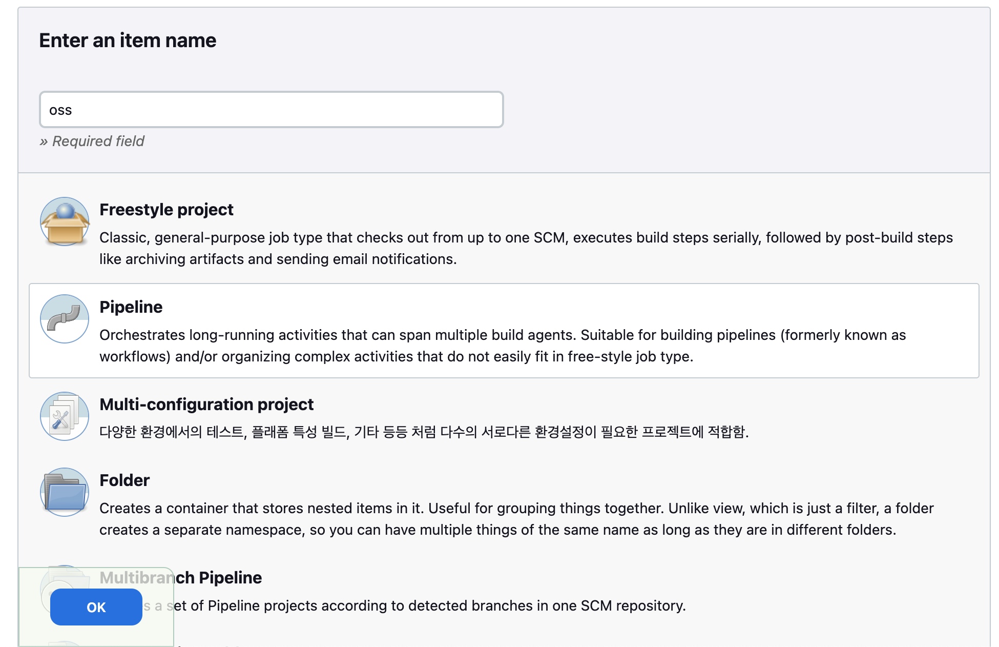 Enter an item name
oss
» Required field
Freestyle project
Classic, general-purpose job type that checks out from up to one SCM, executes build steps serially, followed by post-build steps
like archiving artifacts and sending email notifications.
Pipeline
Orchestrates long-running activities that can span multiple build agents. Suitable for building pipelines (formerly known as
workflows) and/or organizing complex activities that do not easily fit in free-style job type.
Multi-configuration project
다양한 환경에서의 테스트, 플래폼 특성 빌드, 기타 등등 처럼 다수의 서로다른 환경설정이 필요한 프로젝트에 적합함.
Folder
Creates a container that stores nested items in it. Useful for grouping things together. Unlike view, which is just a filter, a folder
creates a separate namespace, so you can have multiple things of the same name as long as they are in different folders.
Multibranch Pipeline
OK
a set of Pipeline projects according to detected branches in one SCM repository.